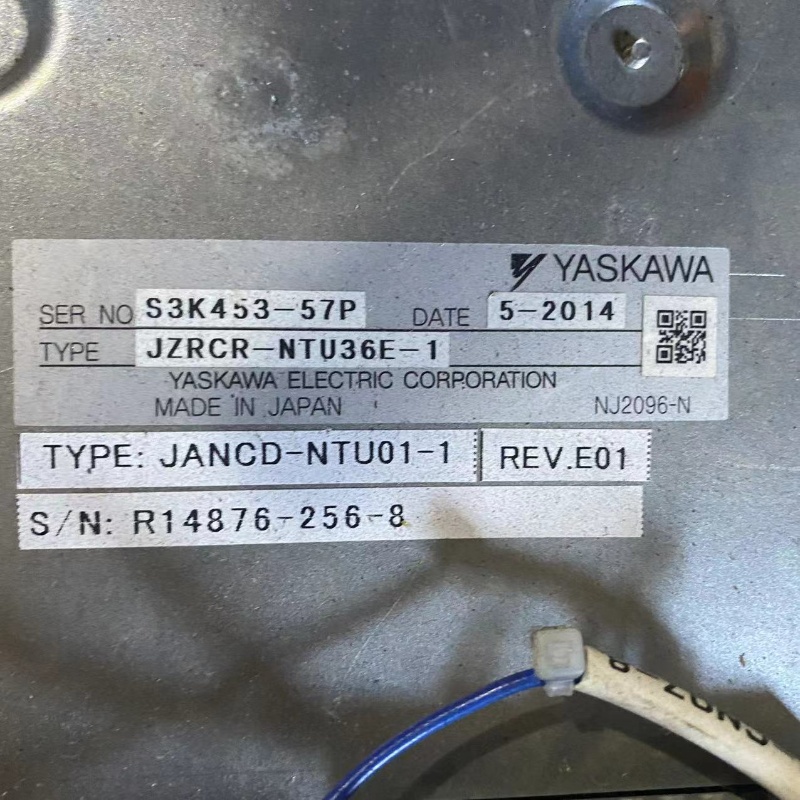 YASKAWA
SER NO S3K453-57P DATE 5-2014
TYPE JZRCR-NTU36E-1
YASKAWA ELECTRIC CORPORATION
MADE IN JAPAN NJ2096-N
TYPE: JANCD-NTU01-1 REV.E01
S/N: R14876-256-8